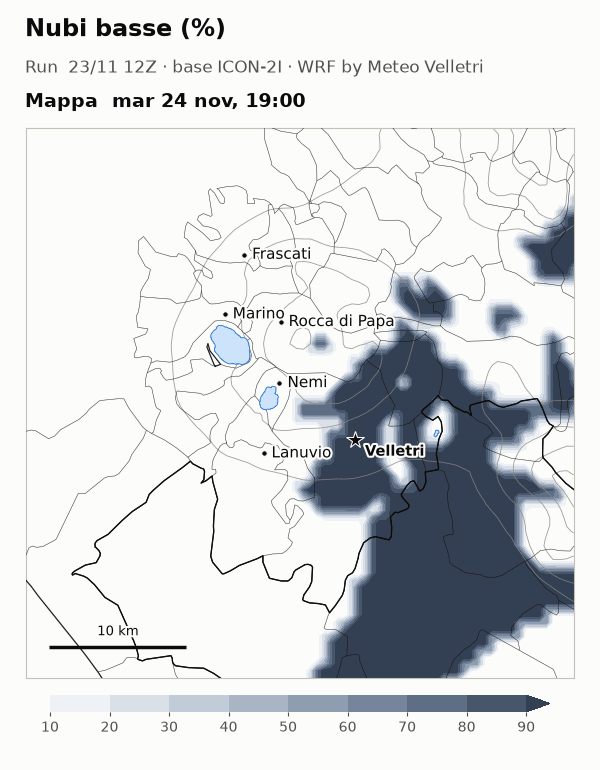 Nubi basse (%)
Run  23/11 12Z · base ICON-2I · WRF by Meteo Velletri
Mappa  mar 24 nov, 19:00
Frascati
Marino
Rocca di Papa
Nemi
Velletri
Lanuvio
10 km
10 20 30 40 50 60 70 80 90